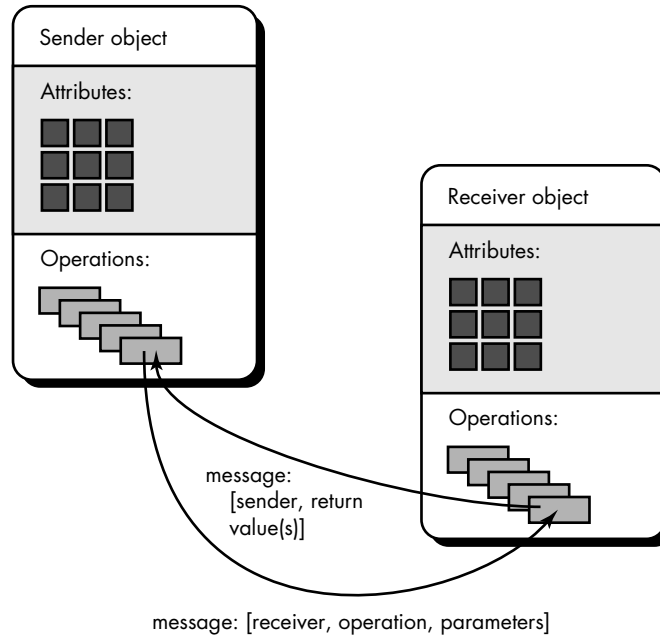 Sender object
Attributes:
Operations:
Receiver object
Attributes:
Operations:
message:
[sender, return
value(s)]
message: [receiver, operation, parameters]